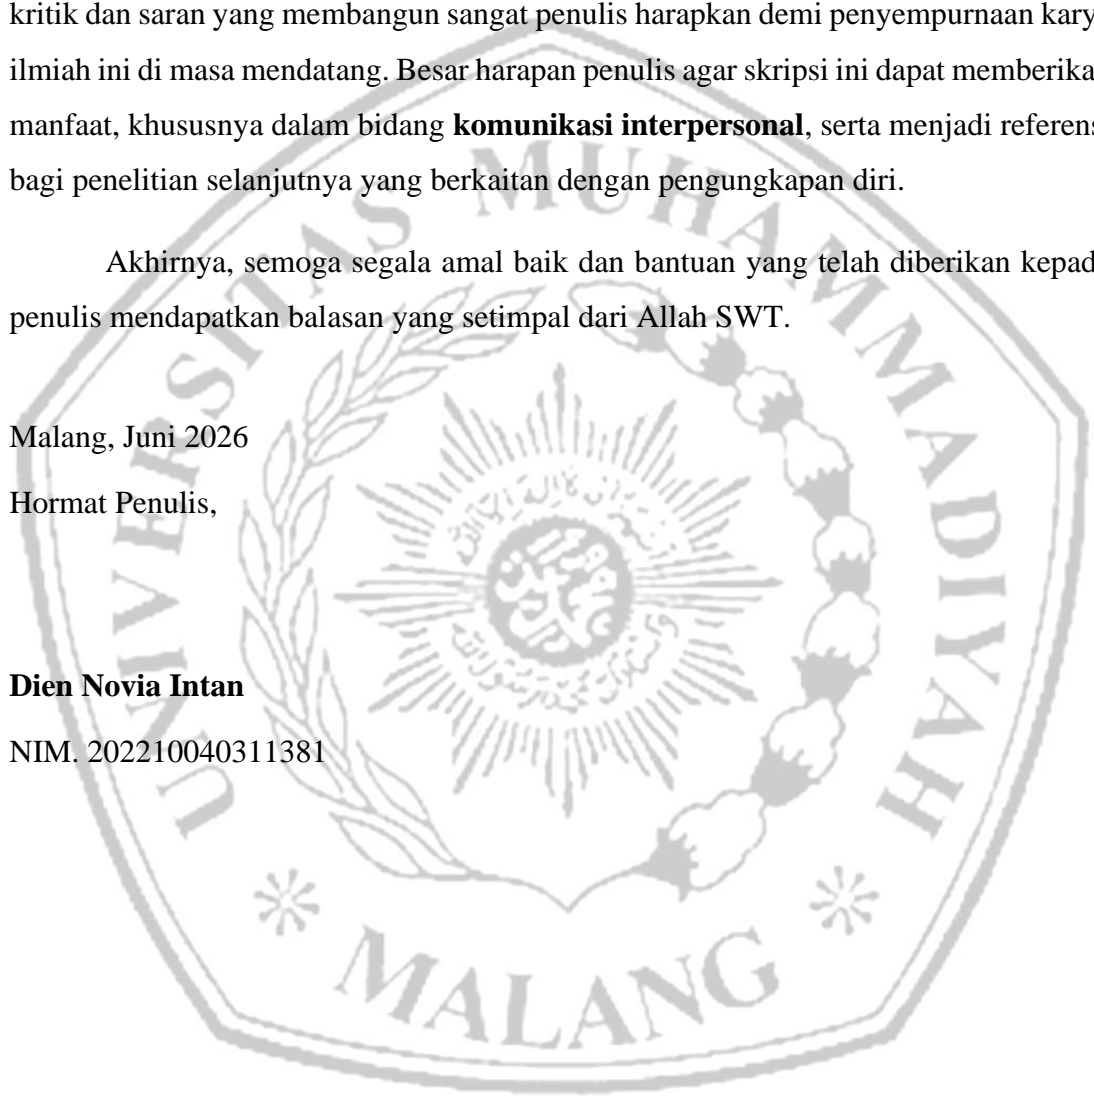 kritik dan saran yang membangun sangat penulis harapkan demi penyempurnaan kary
ilmiah ini di masa mendatang. Besar harapan penulis agar skripsi ini dapat memberika
manfaat, khususnya dalam bidang komunikasi interpersonal, serta menjadi referens
bagi penelitian selanjutnya yang berkaitan dengan pengungkapan diri.
Akhirnya, semoga segala amal baik dan bantuan yang telah diberikan kepad
penulis mendapatkan balasan yang setimpal dari Allah SWT.
Malang, Juni 2026
Hormat Penulis,
Dien Novia Intan
NIM. 202210040311381
UNIVERSITAS MUHAMMADIYAH
MALANG